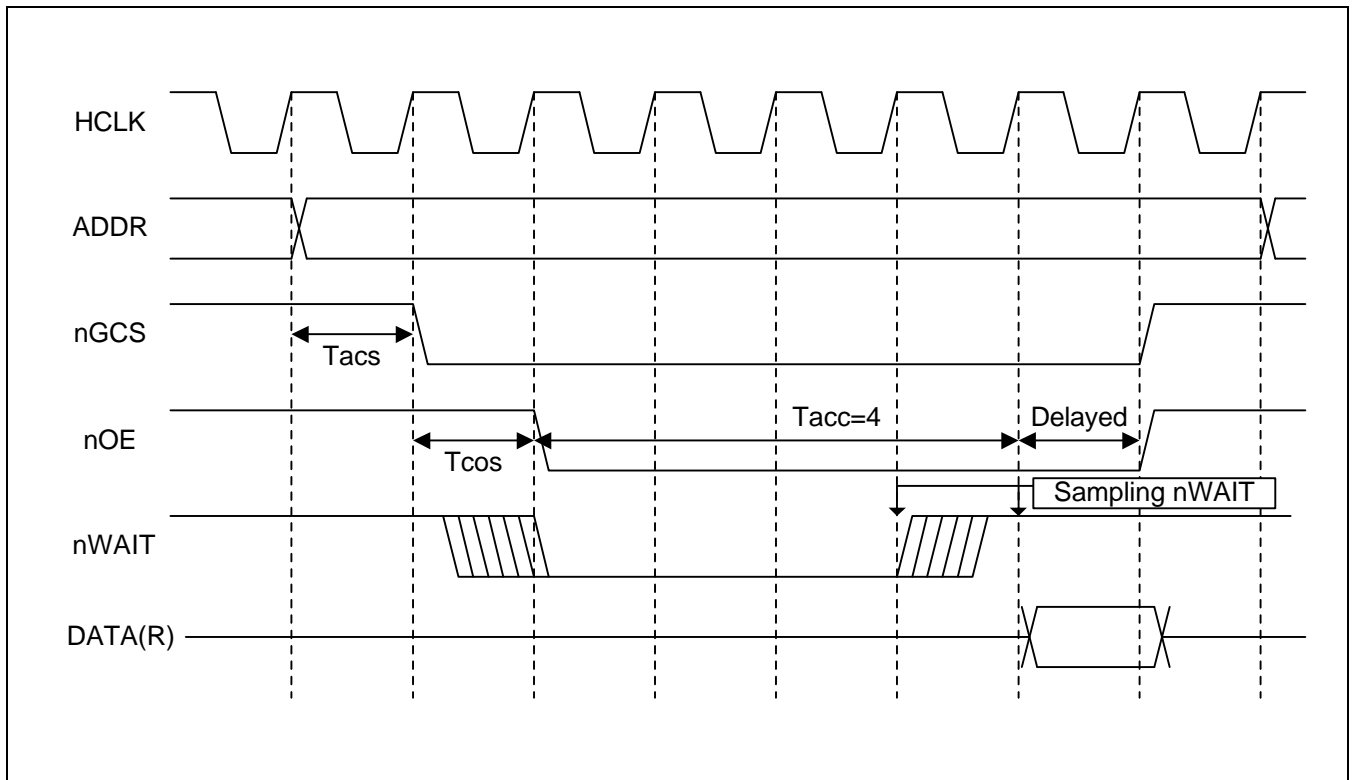 HCLK
ADDR
nGCS
Tacs
nOE
Tcos
Tacc=4
Delayed
Sampling nWAIT
nWAIT
DATA(R)